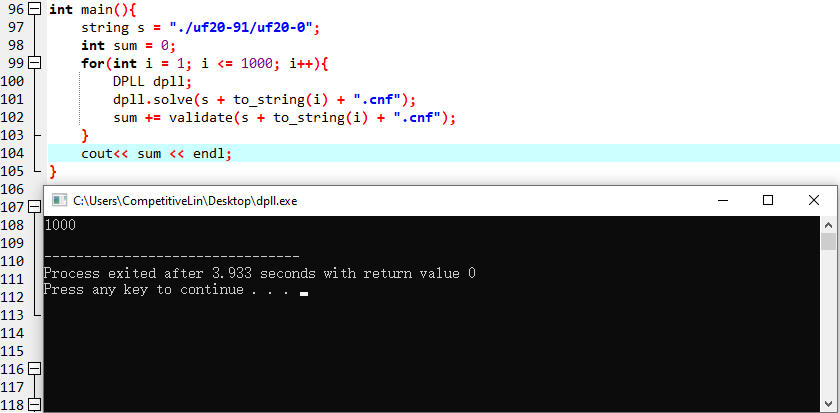 96 int main(){
97 string s = "./uf20-91/uf20-0";
98 int sum = 0;
99 for(int i = 1; i <= 1000; i++){
100 DPLL dpll;
101 dpll.solve(s + to_string(i) + ".cnf");
102 sum += validate(s + to_string(i) + ".cnf");
103 }
104 cout<< sum << endl;
105 }
106
107
108
109
110
111
112
113
114
115
116
117
118
C:\Users\CompetitiveLin\Desktop\dpll.exe
1000
--------------------------------
Process exited after 3.933 seconds with return value 0
Press any key to continue . . .